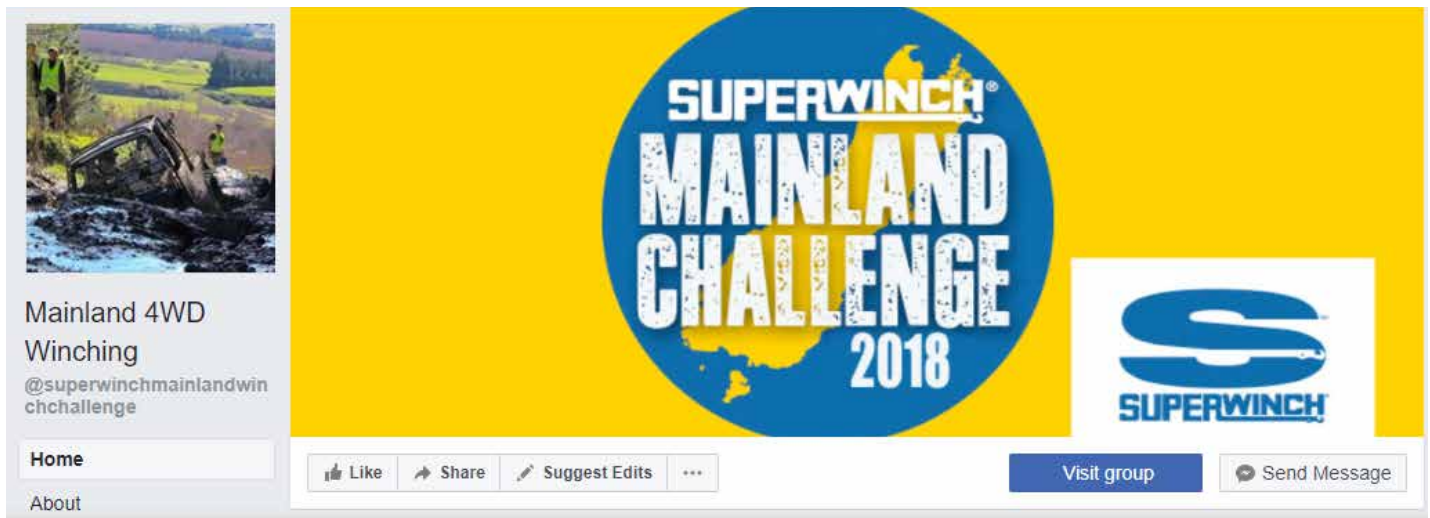 SUPERWINCH®
MAINLAND
CHALLENGE
2018
SUPERWINCH
Mainland 4WD
Winching
@superwinchmainlandwin
chchallenge
Home
About
Like
Share
Suggest Edits
...
Visit group
Send Message